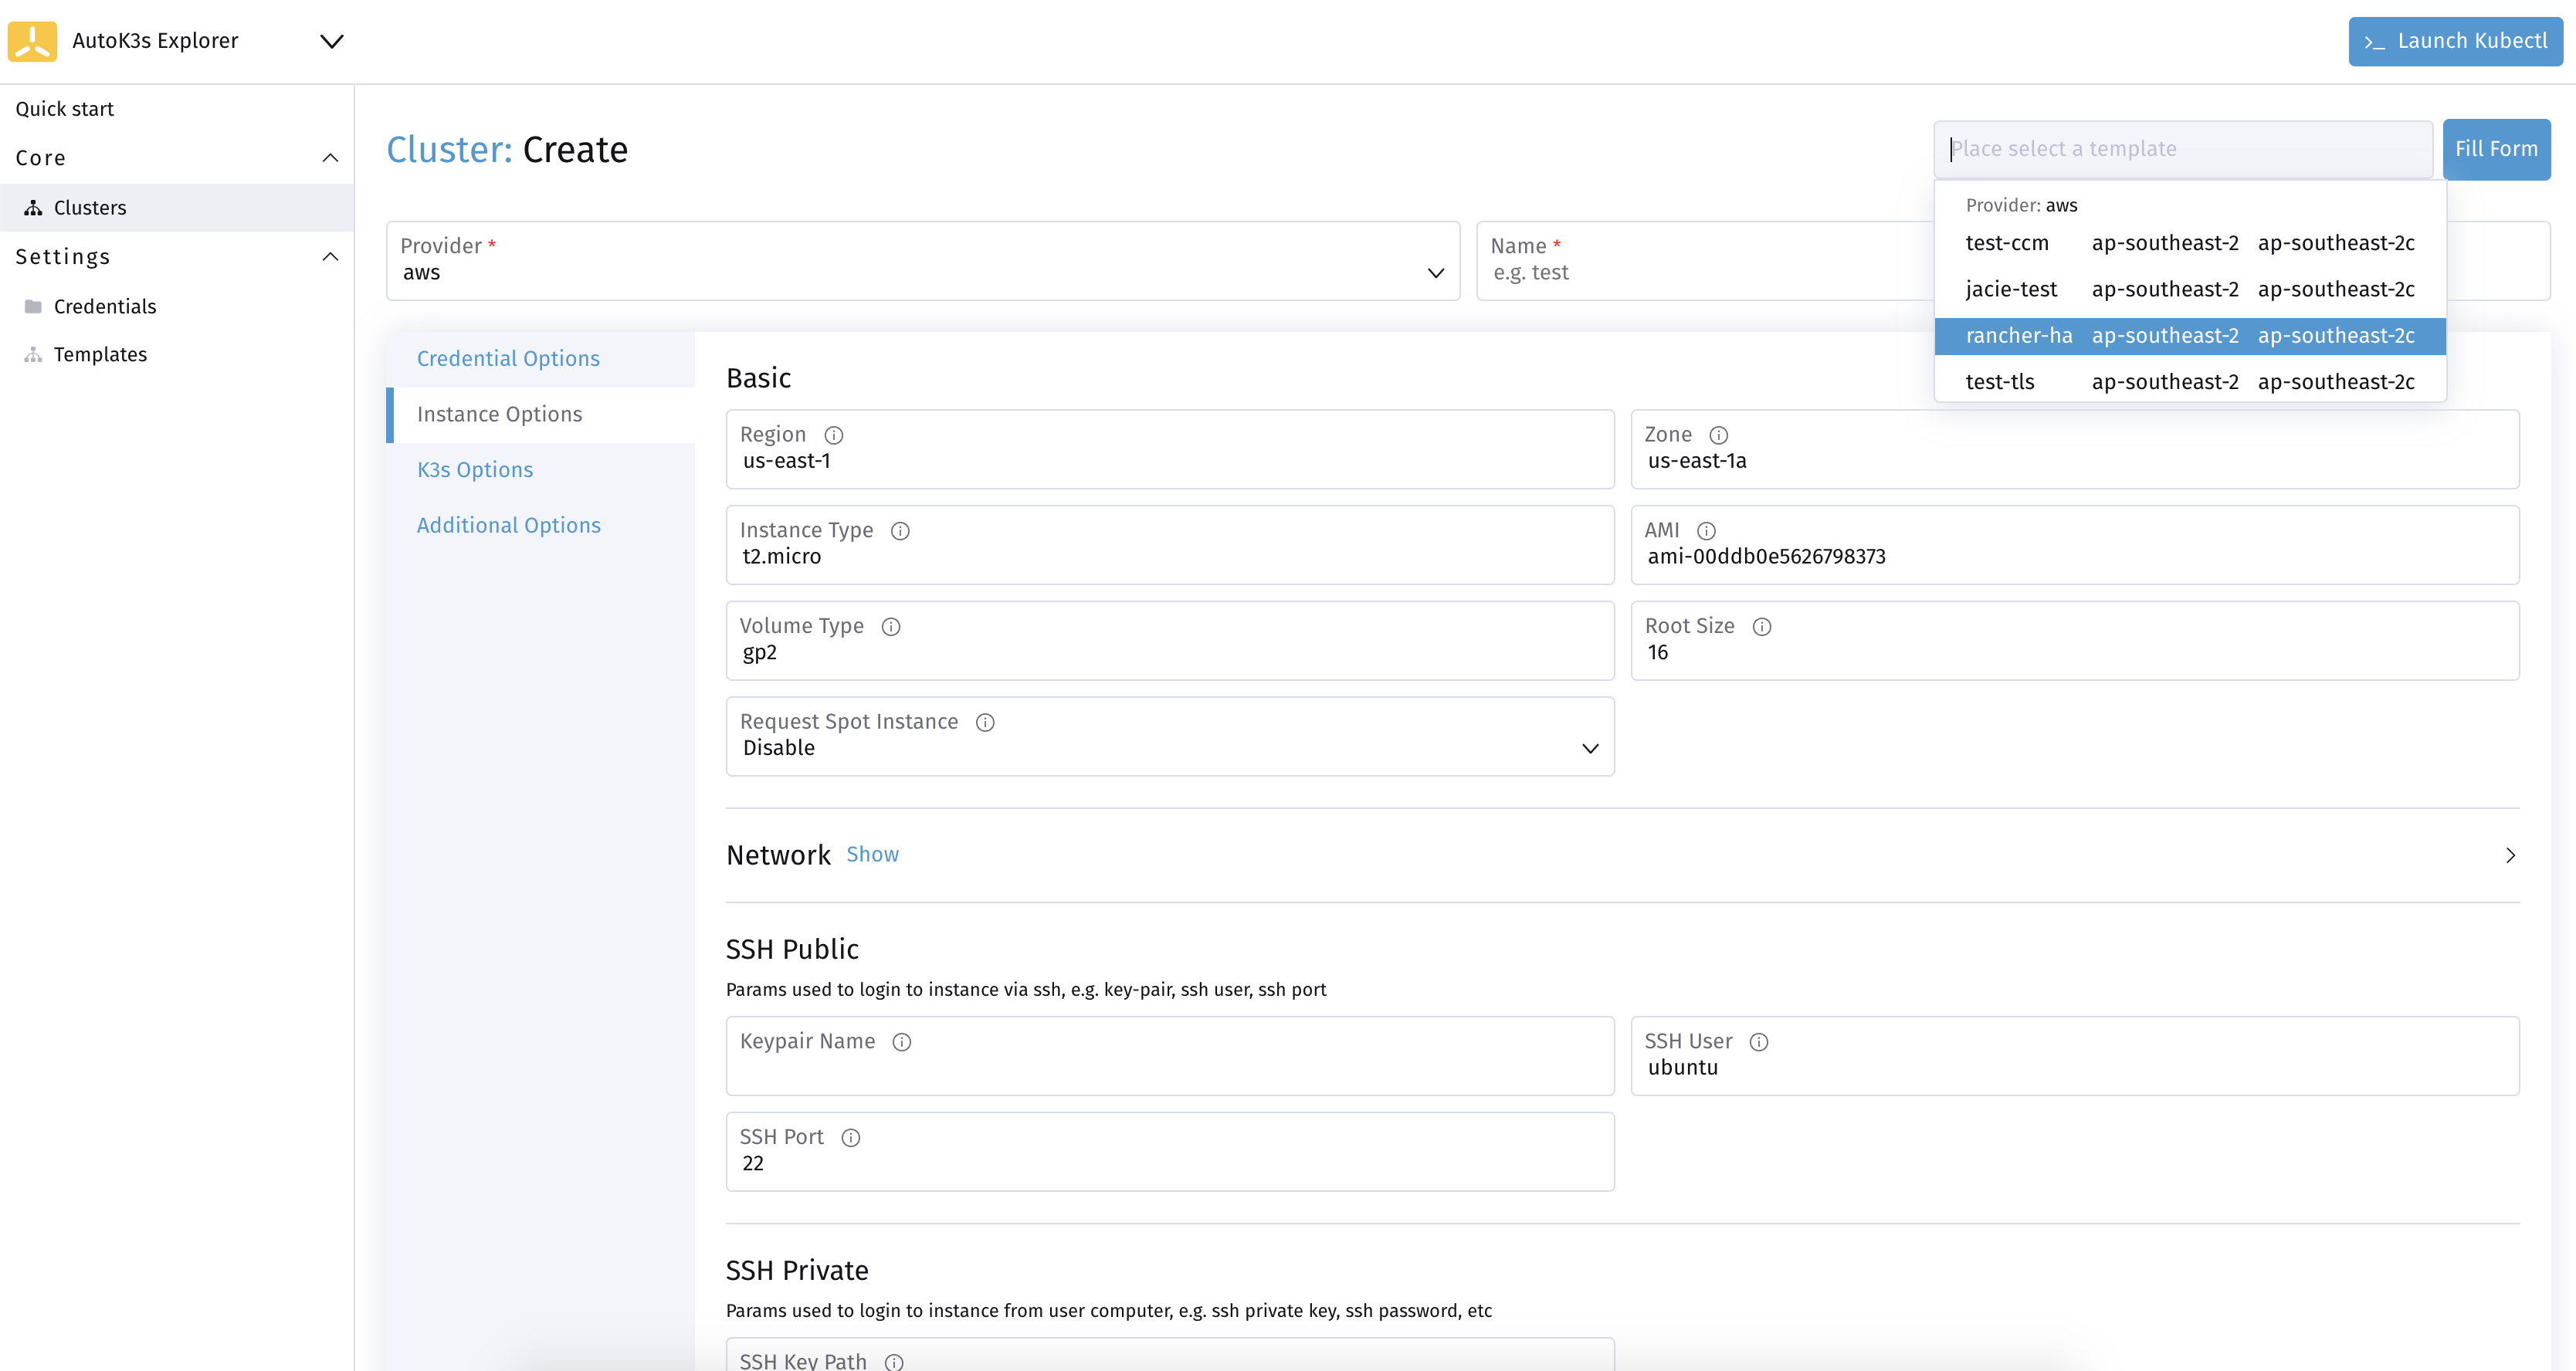 AutoK3s Explorer
>_ Launch Kubectl
Quick start
Core
Clusters
Settings
Credentials
Templates
Cluster: Create
Place select a template
Fill Form
Provider: aws
test-ccm ap-southeast-2 ap-southeast-2c
jacie-test ap-southeast-2 ap-southeast-2c
rancher-ha ap-southeast-2 ap-southeast-2c
test-tls ap-southeast-2 ap-southeast-2c
Provider *
aws
Name *
e.g. test
Credential Options
Instance Options
K3s Options
Additional Options
Basic
Region
us-east-1
Zone
us-east-1a
Instance Type
t2.micro
AMI
ami-00ddb0e5626798373
Volume Type
gp2
Root Size
16
Request Spot Instance
Disable
Network Show
SSH Public
Params used to login to instance via ssh, e.g. key-pair, ssh user, ssh port
Keypair Name
SSH User
ubuntu
SSH Port
22
SSH Private
Params used to login to instance from user computer, e.g. ssh private key, ssh password, etc
SSH Key Path